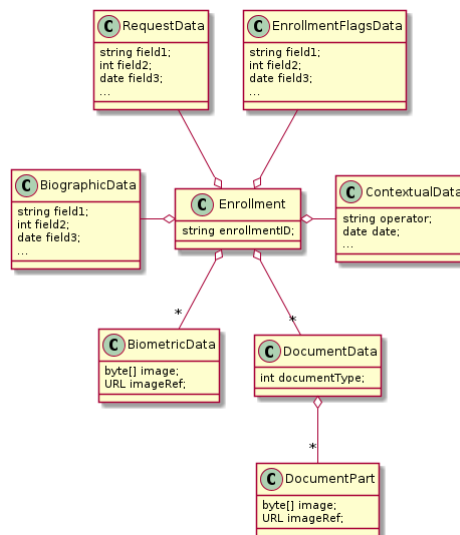 C RequestData
string field1;
int field2;
date field3;
...
C EnrollmentFlagsData
string field1;
int field2;
date field3;
...
C BiographicData
string field1;
int field2;
date field3;
...
C Enrollment
string enrollmentID;
C ContextualData
string operator;
date date;
...
*
*
C BiometricData
byte[] image;
URL imageRef;
C DocumentData
int documentType;
*
C DocumentPart
byte[] image;
URL imageRef;